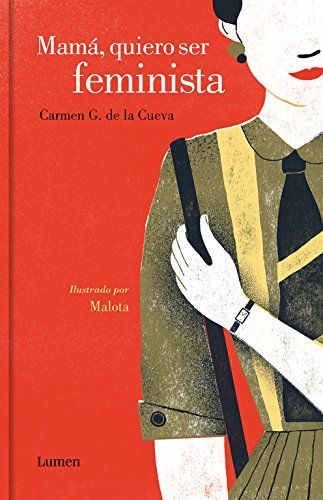 Mamá, quiero ser
feminista
Carmen G. de la Cueva
Ilustrado por
Malota
Lumen